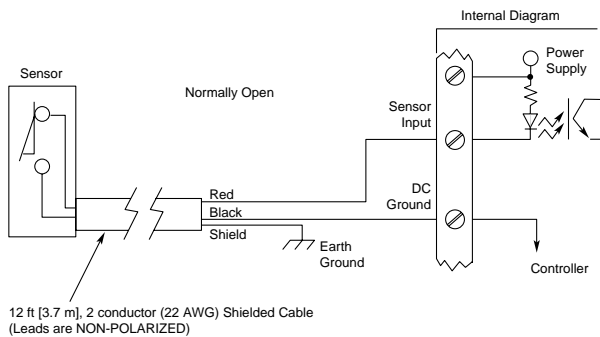 Internal Diagram
Power
Supply
Sensor
Normally Open
Sensor
Input
Red
DC
Ground
Black
Shield
Earth
Ground
Controller
12 ft [3.7 m], 2 conductor (22 AWG) Shielded Cable
(Leads are NON-POLARIZED)